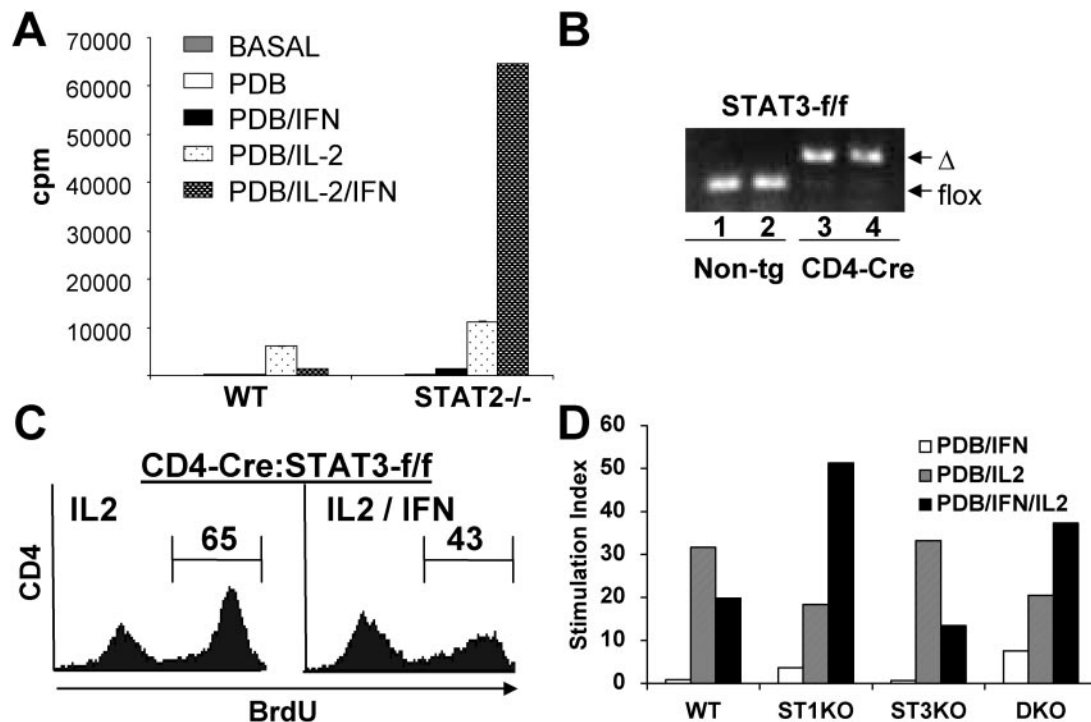 A
70000
60000
50000
40000
30000
20000
10000
cpm
BASAL
PDB
PDB/IFN
PDB/IL-2
PDB/IL-2/IFN
WT
STAT2-/-
B
STAT3-f/f
Δ
flox
1 2 3 4
Non-tg CD4-Cre
C
CD4-Cre:STAT3-f/f
IL2
IL2 / IFN
65
43
CD4
BrdU
D
60
50
40
30
20
10
0
Stimulation Index
PDB/IFN
PDB/IL2
PDB/IFN/IL2
WT ST1KO ST3KO DKO